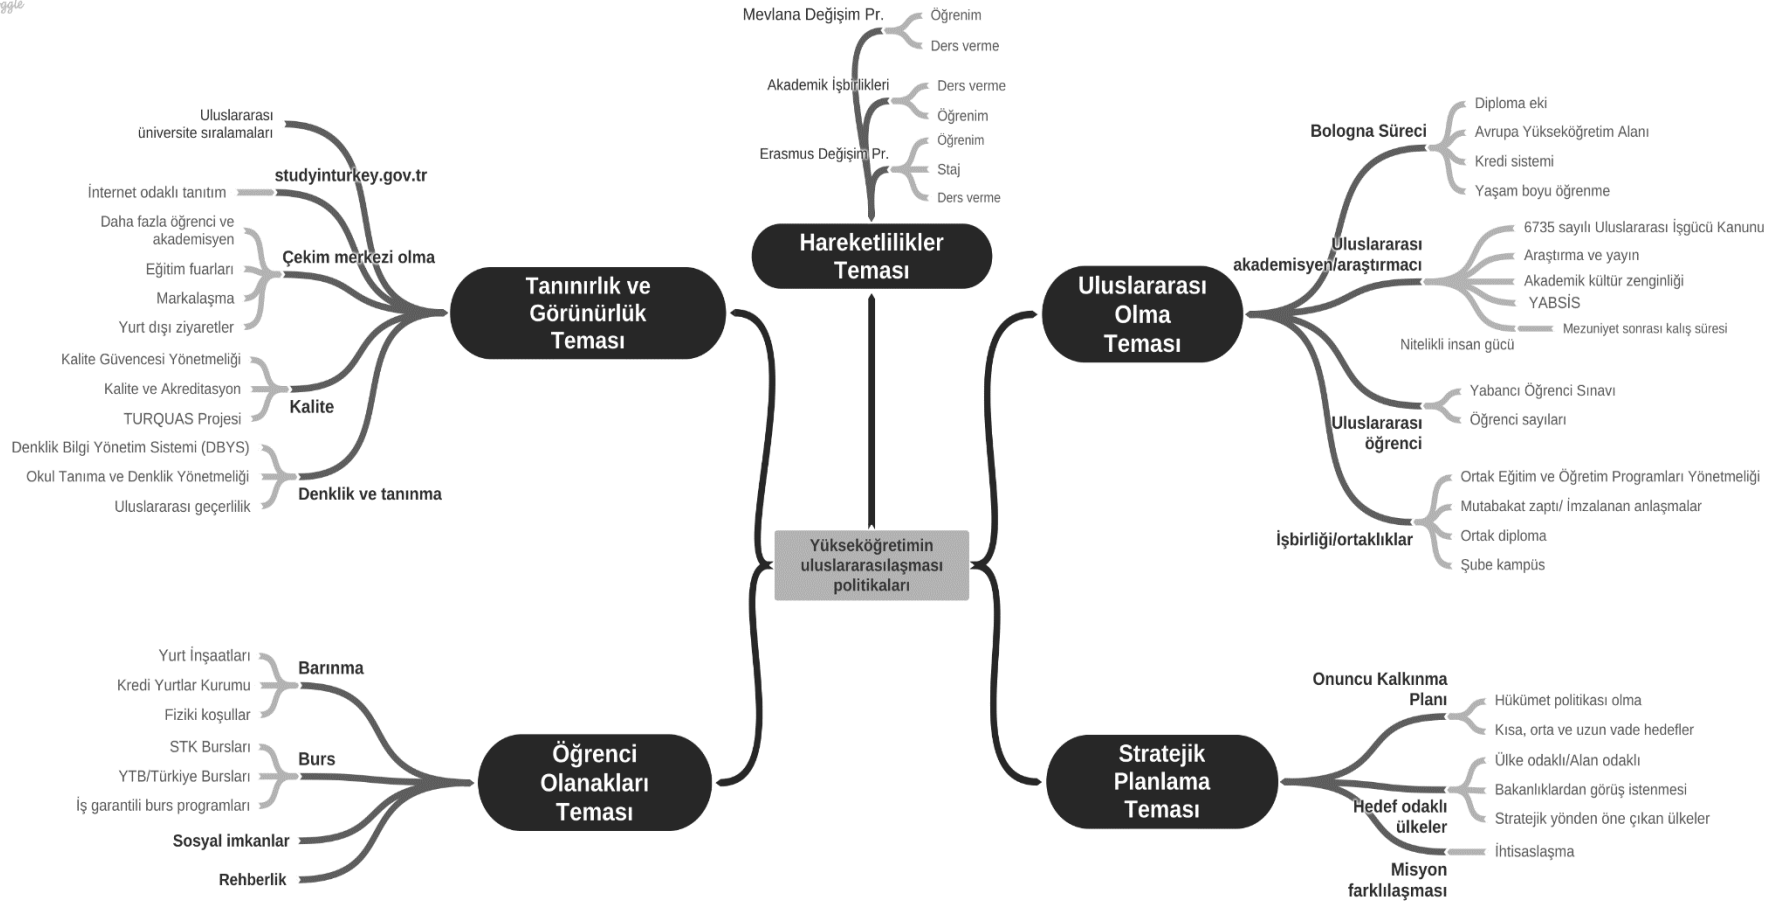 Mevlana Değişim Pr.
Öğrenim
Ders verme
Akademik İşbirlikleri
Ders verme
Öğrenim
Erasmus Değişim Pr.
Öğrenim
Staj
Ders verme
Hareketlilikler
Teması
Uluslararası
üniversite sıralamaları
studyinturkey.gov.tr
İnternet odaklı tanıtım
Çekim merkezi olma
Daha fazla öğrenci ve
akademisyen
Eğitim fuarları
Markalaşma
Yurt dışı ziyaretler
Kalite Güvencesi Yönetmeliği
Kalite ve Akreditasyon
TURQUAS Projesi
Kalite
Denklik Bilgi Yönetim Sistemi (DBYS)
Okul Tanıma ve Denklik Yönetmeliği
Uluslararası geçerlilik
Denklik ve tanınma
Tanınırlık ve
Görünürlük
Teması
Uluslararası
Olma
Teması
Bologna Süreci
Diploma eki
Avrupa Yükseköğretim Alanı
Kredi sistemi
Yaşam boyu öğrenme
Uluslararası
akademisyen/araştırmacı
6735 sayılı Uluslararası İşgücü Kanunu
Araştırma ve yayın
Akademik kültür zenginliği
YABSİS
Mezuniyet sonrası kalış süresi
Nitelikli insan gücü
Uluslararası
öğrenci
Yabancı Öğrenci Sınavı
Öğrenci sayıları
İşbirliği/ortaklıklar
Ortak Eğitim ve Öğretim Programları Yönetmeliği
Mutabakat zaptı/ İmzalanan anlaşmalar
Ortak diploma
Şube kampüs
Yükseköğretimin
uluslararasılaşması
politikaları
Barınma
Yurt İnşaatları
Kredi Yurtlar Kurumu
Fiziki koşullar
Burs
STK Bursları
YTB/Türkiye Bursları
İş garantili burs programları
Sosyal imkanlar
Rehberlik
Öğrenci
Olanakları
Teması
Stratejik
Planlama
Teması
Onuncu Kalkınma
Planı
Hükümet politikası olma
Kısa, orta ve uzun vade hedefler
Hedef odaklı
ülkeler
Ülke odaklı/Alan odaklı
Bakanlıklardan görüş istenmesi
Stratejik yönden öne çıkan ülkeler
Misyon
farklılaşması
İhtisaslaşma